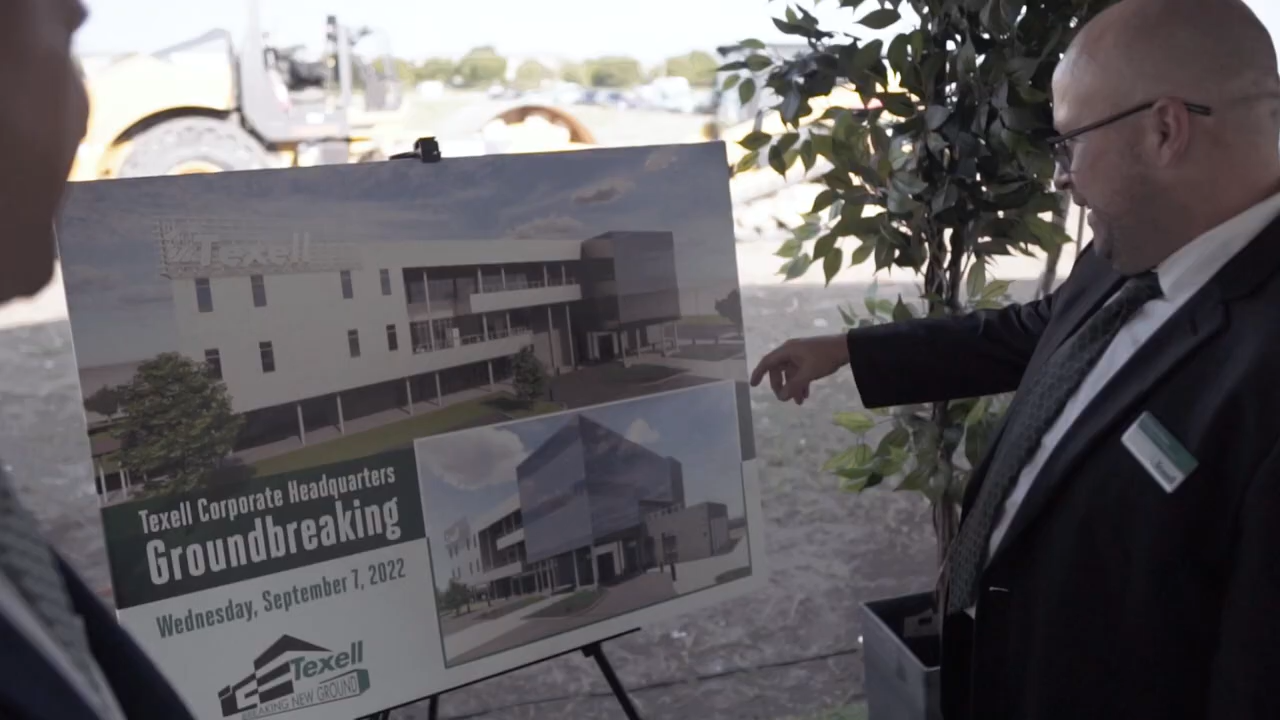 Texell
Texell Corporate Headquarters
Groundbreaking
Wednesday, September 7, 2022
Texell
BREAKING NEW GROUND